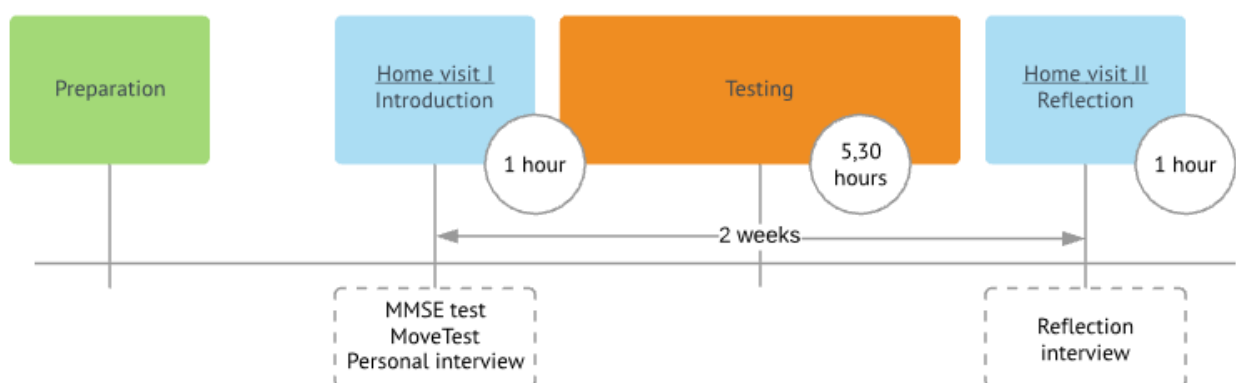 Preparation
Home visit I
Introduction
1 hour
Testing
5,30
hours
Home visit II
Reflection
1 hour
2 weeks
MMSE test
MoveTest
Personal interview
Reflection
interview